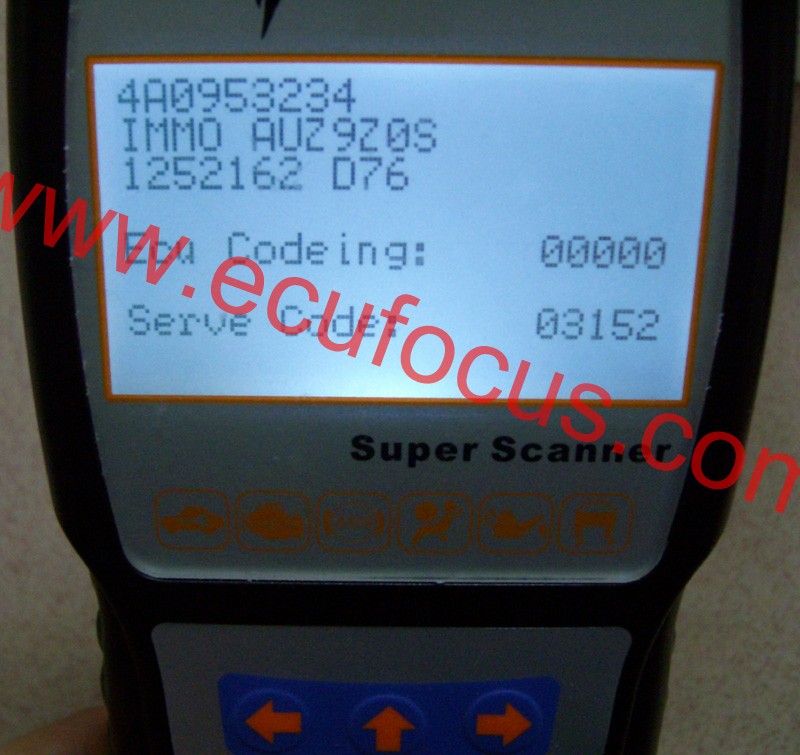 4A0953234
IMMO AUZ9Z0S
1252162 D76
Ecu Codeing: 00000
Serve Code: 03152
www.ecufocus.com
Super Scanner